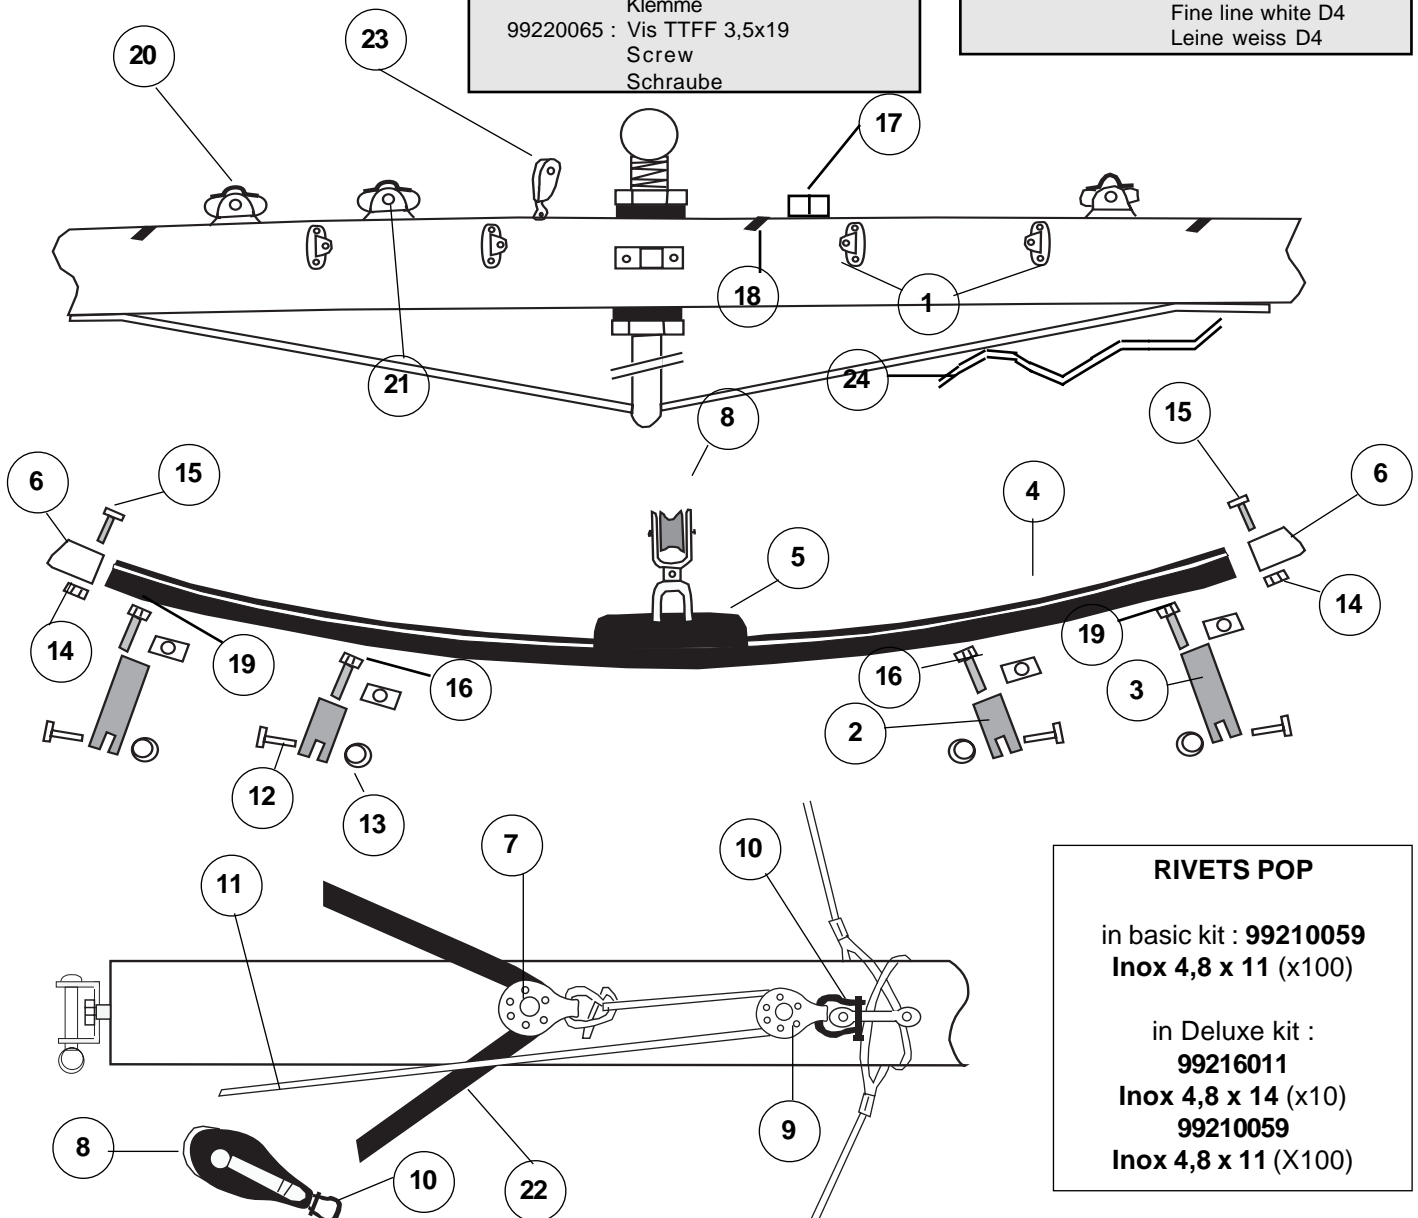 Klemme
99220065 : Vis TTFF 3,5x19
Screw
Schraube
Fine line white D4
Leine weiss D4
20
23
17
18
1
21
24
8
15
6
15
6
4
5
14
19
16
14
19
16
3
2
12
13
7
10
11
9
8
10
22
RIVETS POP
in basic kit : 99210059
Inox 4,8 x 11 (x100)
in Deluxe kit :
99216011
Inox 4,8 x 14 (x10)
99210059
Inox 4,8 x 11 (X100)